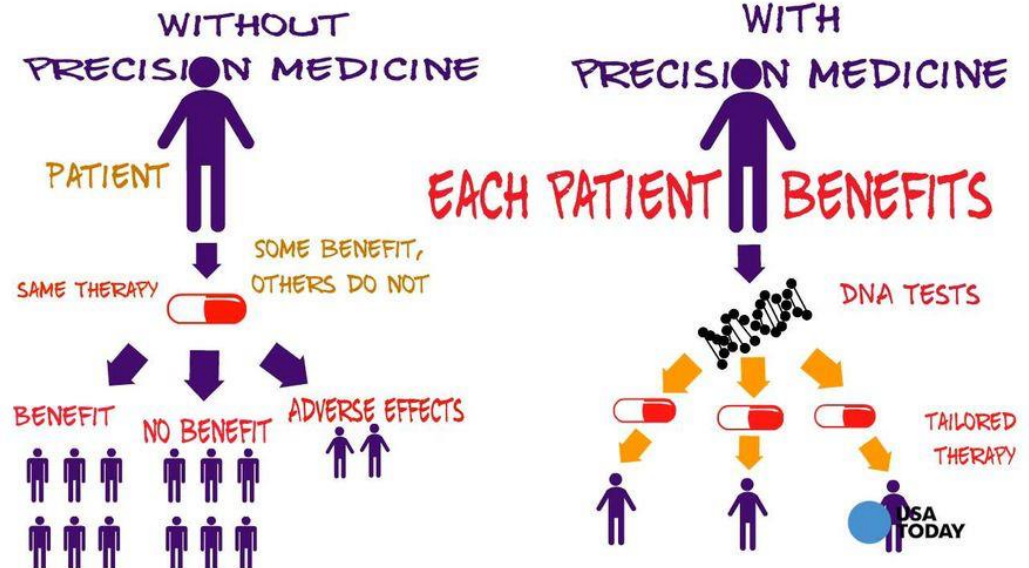 WITHOUT
PRECISION MEDICINE
PATIENT
SOME BENEFIT,
OTHERS DO NOT
SAME THERAPY
BENEFIT
NO BENEFIT
ADVERSE EFFECTS
WITH
PRECISION MEDICINE
EACH PATIENT BENEFITS
DNA TESTS
TAILORED
THERAPY
USA
TODAY